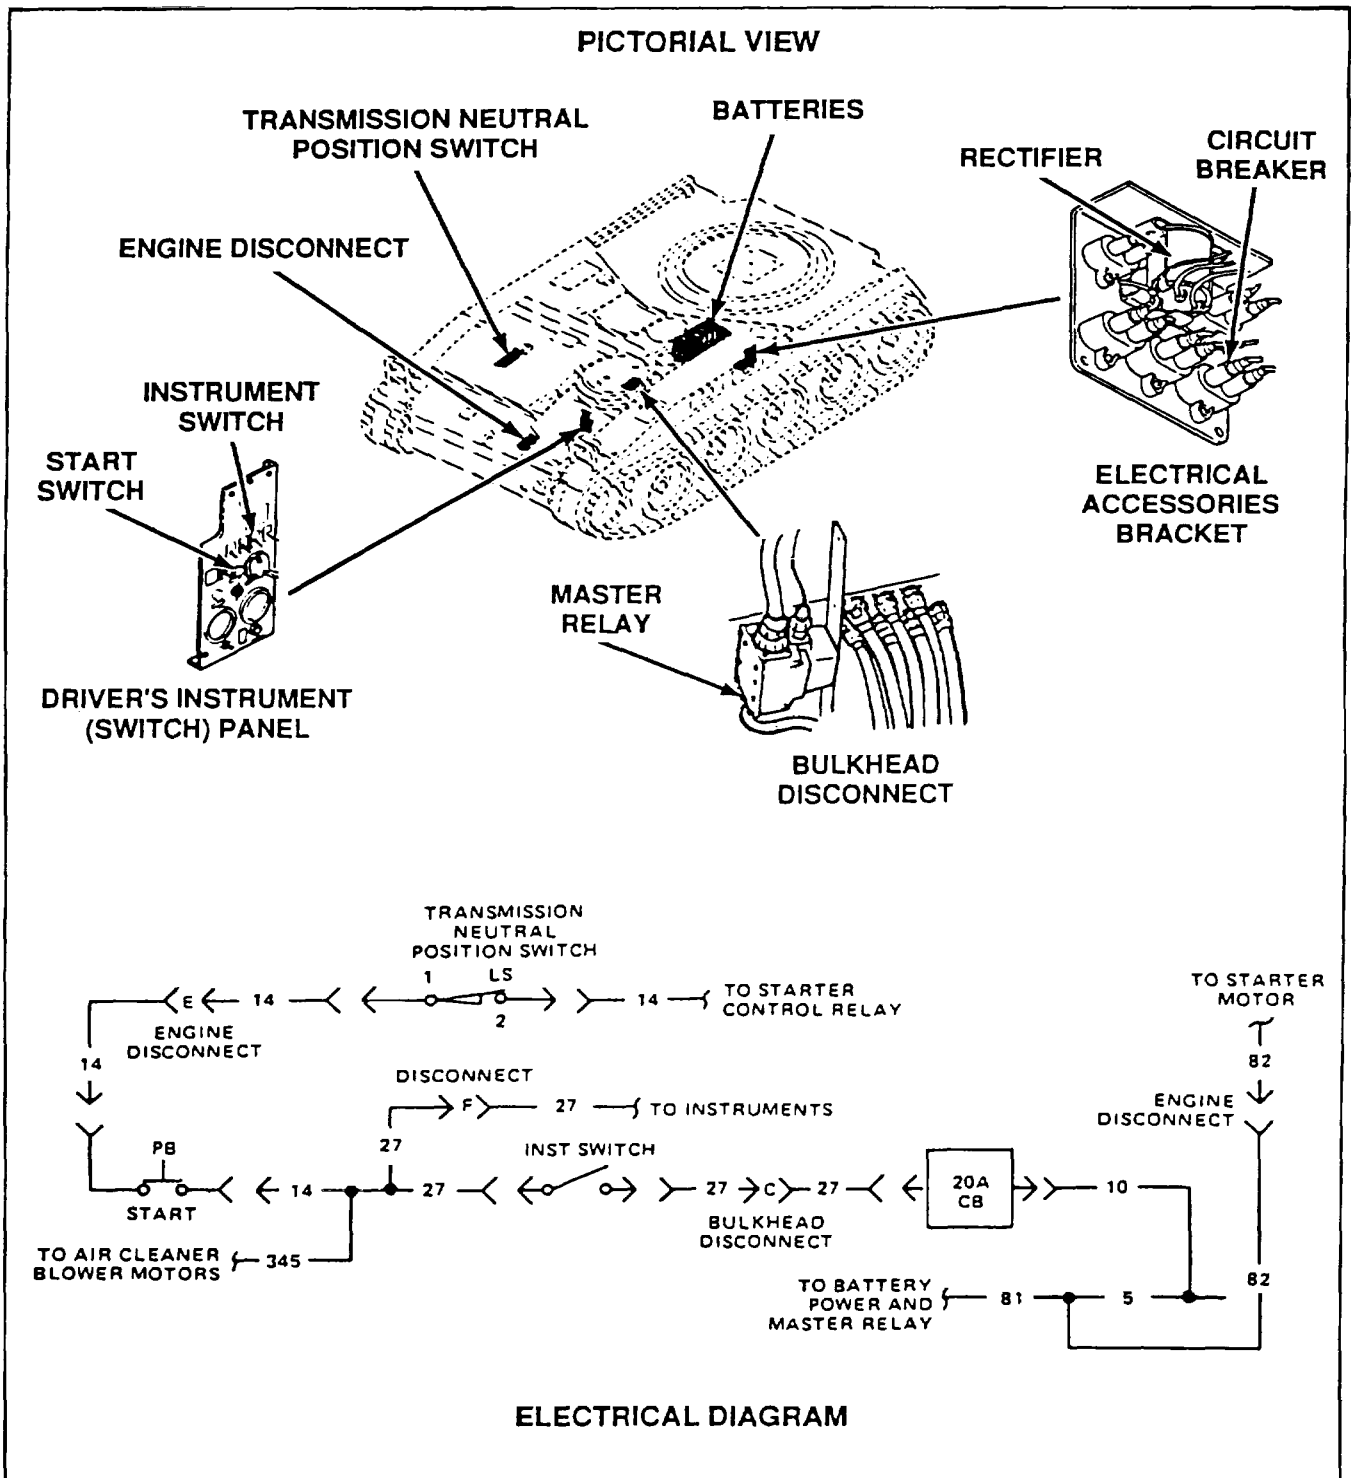 PICTORIAL VIEW
TRANSMISSION NEUTRAL
POSITION SWITCH
BATTERIES
RECTIFIER
CIRCUIT
BREAKER
ENGINE DISCONNECT
INSTRUMENT
SWITCH
START
SWITCH
ELECTRICAL
ACCESSORIES
BRACKET
MASTER
RELAY
DRIVER'S INSTRUMENT
(SWITCH) PANEL
BULKHEAD
DISCONNECT
TRANSMISSION
NEUTRAL
POSITION SWITCH
1 LS
2
E 14
ENGINE
DISCONNECT
14 TO STARTER
CONTROL RELAY
TO STARTER
MOTOR
82
14
DISCONNECT
F 27 TO INSTRUMENTS
ENGINE
DISCONNECT
27
PB
START
14 27
INST SWITCH
27 C 27
BULKHEAD
DISCONNECT
20A
CB
10
TO AIR CLEANER
BLOWER MOTORS
345
TO BATTERY
POWER AND
MASTER RELAY
81 5
82
ELECTRICAL DIAGRAM